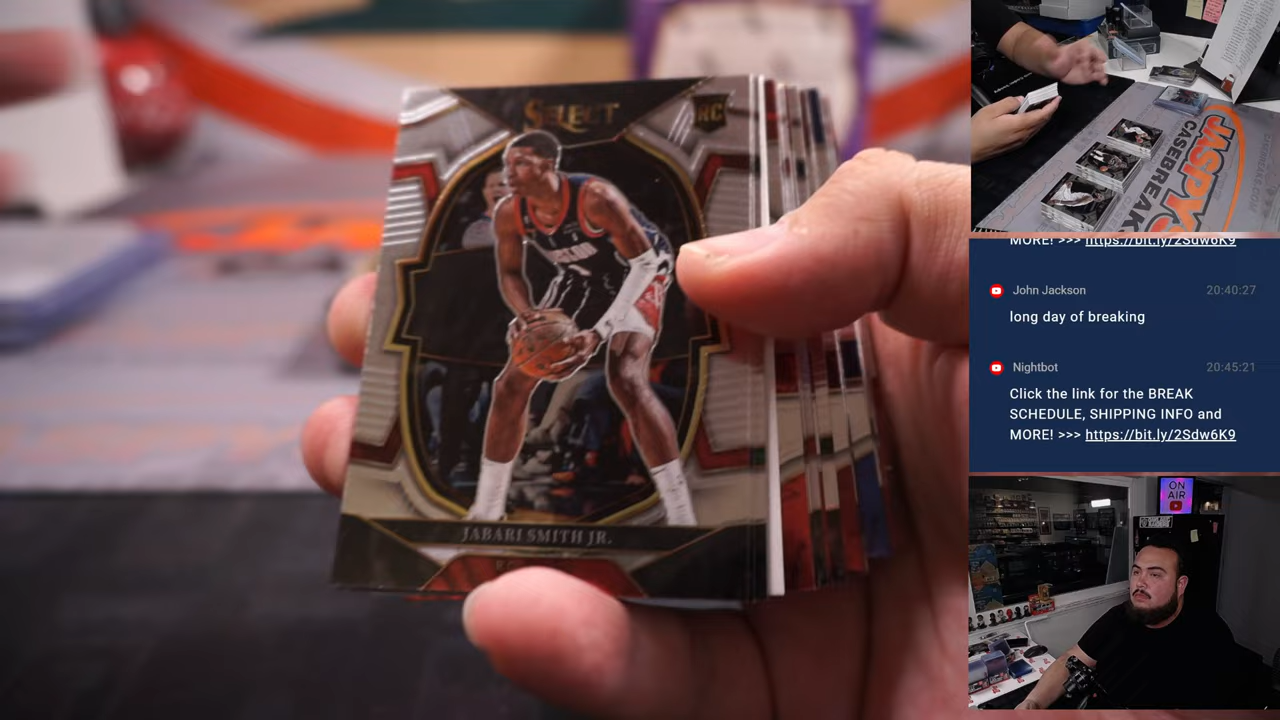 SELECT
RC
JABARI SMITH JR.
JASPY'S
CASEBREAK
MORE! >>> https://bit.ly/2Sdw6K9
John Jackson 20:40:27
long day of breaking
Nightbot 20:45:21
Click the link for the BREAK
SCHEDULE, SHIPPING INFO and
MORE! >>> https://bit.ly/2Sdw6K9
ON
AIR